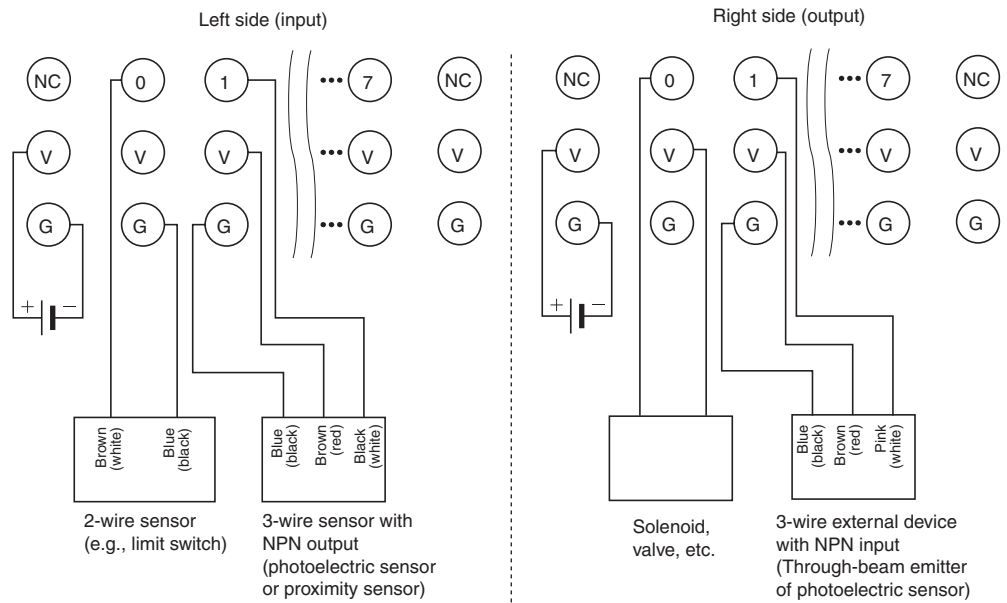 Left side (input)
Right side (output)
NC 0 1 ••• 7 NC
V V V ••• V V
G G G ••• G G
+ −
Brown (white)
Blue (black)
Blue (black)
Brown (red)
Black (white)
2-wire sensor
(e.g., limit switch)
3-wire sensor with
NPN output
(photoelectric sensor
or proximity sensor)
NC 0 1 ••• 7 NC
V V V ••• V V
G G G ••• G G
+ −
Blue (black)
Brown (red)
Pink (white)
Solenoid,
valve, etc.
3-wire external device
with NPN input
(Through-beam emitter
of photoelectric sensor)